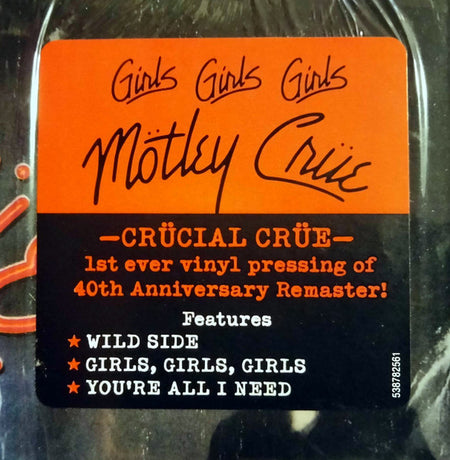 Girls Girls Girls
Mötley Crüe
—CRÜCIAL CRÜE—
1st ever vinyl pressing of
40th Anniversary Remaster!
Features
★ WILD SIDE
★ GIRLS, GIRLS, GIRLS
★ YOU'RE ALL I NEED
538782561